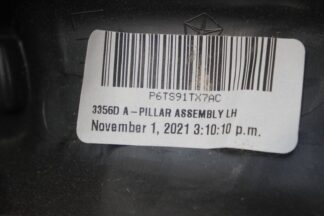 P6TS91TX7AC
3356D A-PILLAR ASSEMBLY LH
November 1, 2021 3:10:10 p.m.